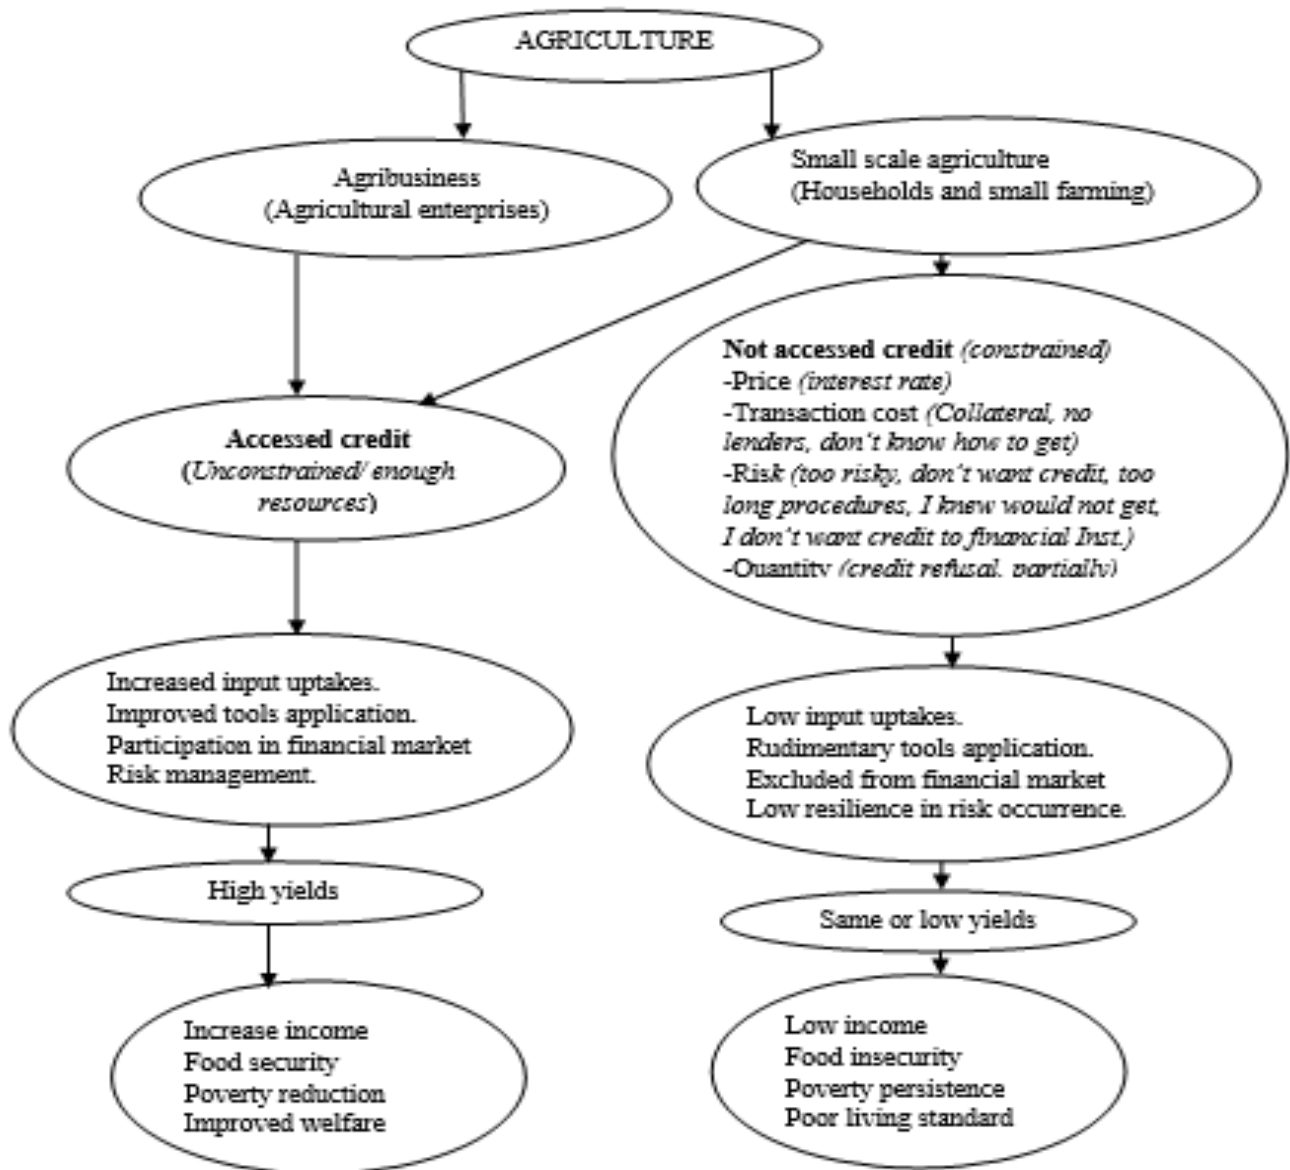 AGRICULTURE
Agribusiness
(Agricultural enterprises)
Small scale agriculture
(Households and small farming)
Accessed credit
(Unconstrained/ enough
resources)
Not accessed credit (constrained)
-Price (interest rate)
-Transaction cost (Collateral, no
lenders, don't know how to get)
-Risk (too risky, don't want credit, too
long procedures, I knew would not get,
I don't want credit to financial Inst.)
-Quantity (credit refusal, partially)
Increased input uptakes.
Improved tools application.
Participation in financial market
Risk management.
Low input uptakes.
Rudimentary tools application.
Excluded from financial market
Low resilience in risk occurrence.
High yields
Same or low yields
Increase income
Food security
Poverty reduction
Improved welfare
Low income
Food insecurity
Poverty persistence
Poor living standard